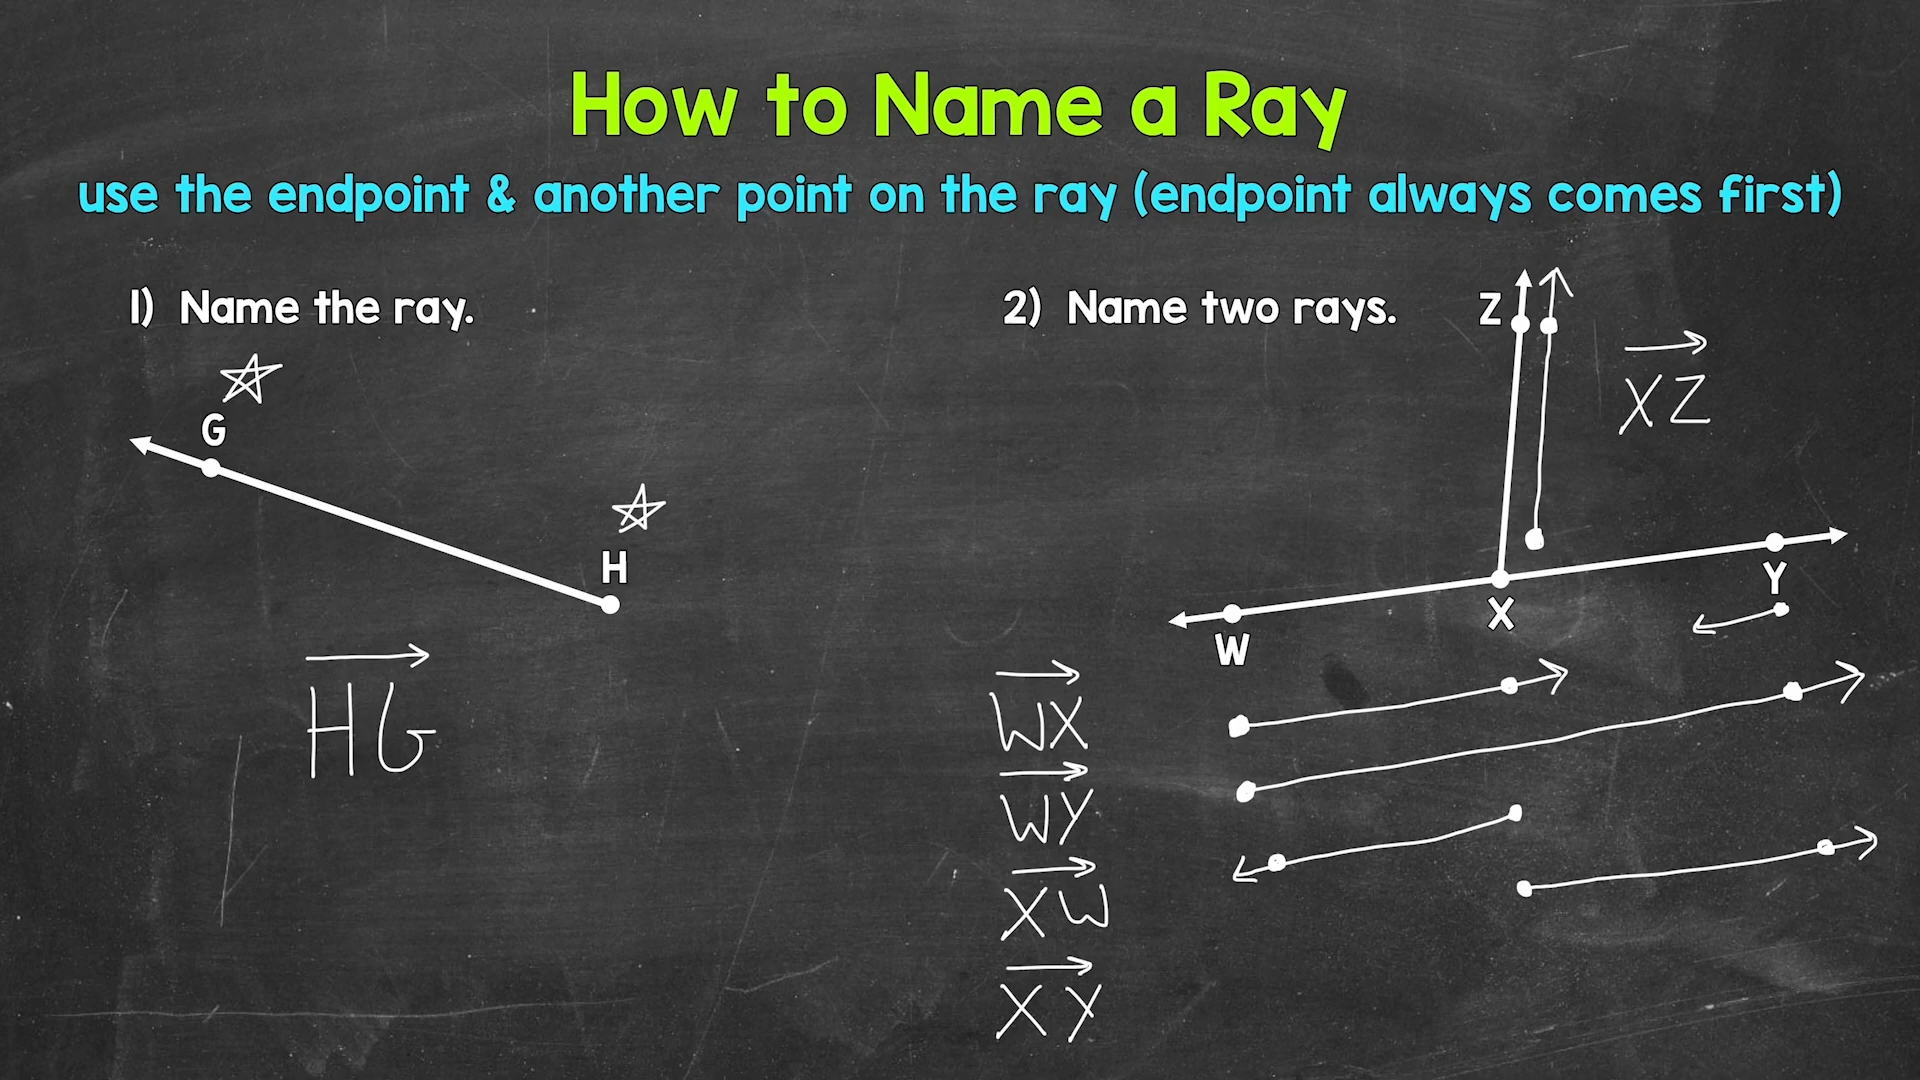 How to Name a Ray
use the endpoint & another point on the ray (endpoint always comes first)
1) Name the ray.
G
H
HG
2) Name two rays.
Z
XZ
W
X
Y
WX
WY
XW
XY